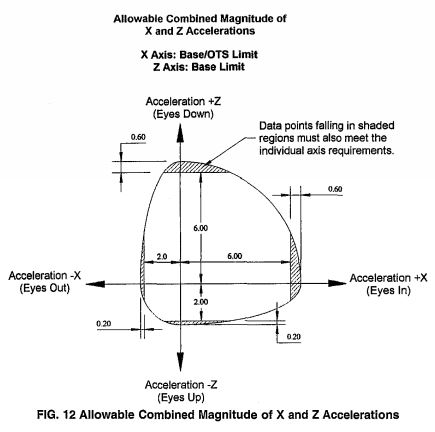 Allowable Combined Magnitude of
X and Z Accelerations
X Axis: Base/OTS Limit
Z Axis: Base Limit
Acceleration +Z
(Eyes Down)
0.60
Data points falling in shaded
regions must also meet the
individual axis requirements.
0.60
6.00
2.0
6.00
Acceleration -X
(Eyes Out)
Acceleration +X
(Eyes In)
2.00
0.20
0.20
Acceleration -Z
(Eyes Up)
FIG. 12 Allowable Combined Magnitude of X and Z Accelerations